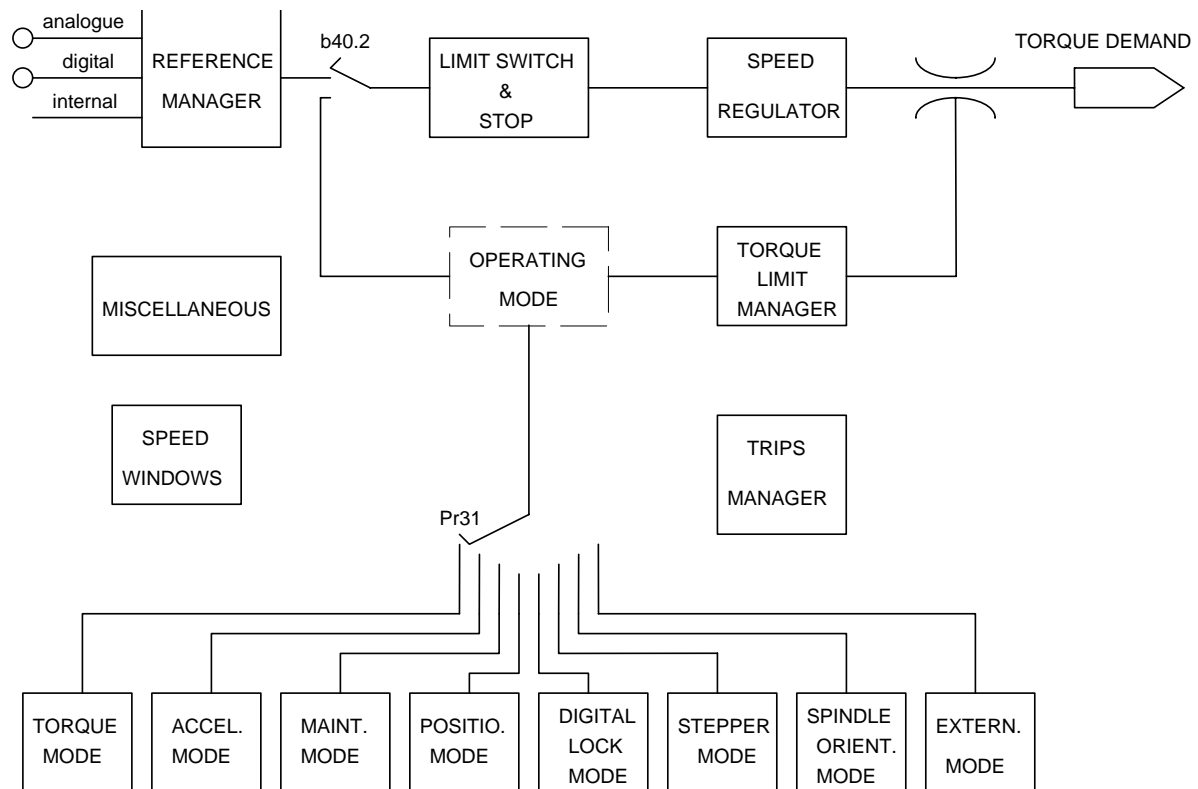 analogue
digital
internal
REFERENCE
MANAGER
b40.2
LIMIT SWITCH
&
STOP
SPEED
REGULATOR
TORQUE DEMAND
OPERATING
MODE
TORQUE
LIMIT
MANAGER
MISCELLANEOUS
SPEED
WINDOWS
TRIPS
MANAGER
Pr31
TORQUE
MODE
ACCEL.
MODE
MAINT.
MODE
POSITIO.
MODE
DIGITAL
LOCK
MODE
STEPPER
MODE
SPINDLE
ORIENT.
MODE
EXTERN.
MODE